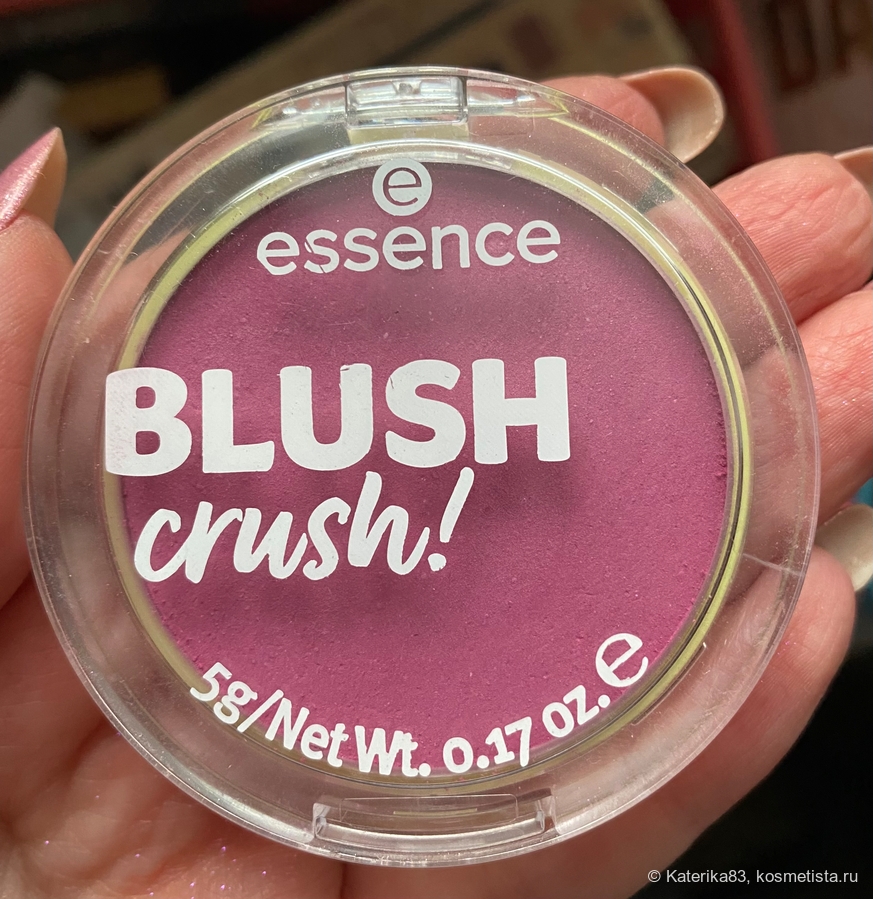 e
essence
BLUSH
crush!
5g/Net Wt. 0.17 oz. e
© Katerika83, kosmetista.ru